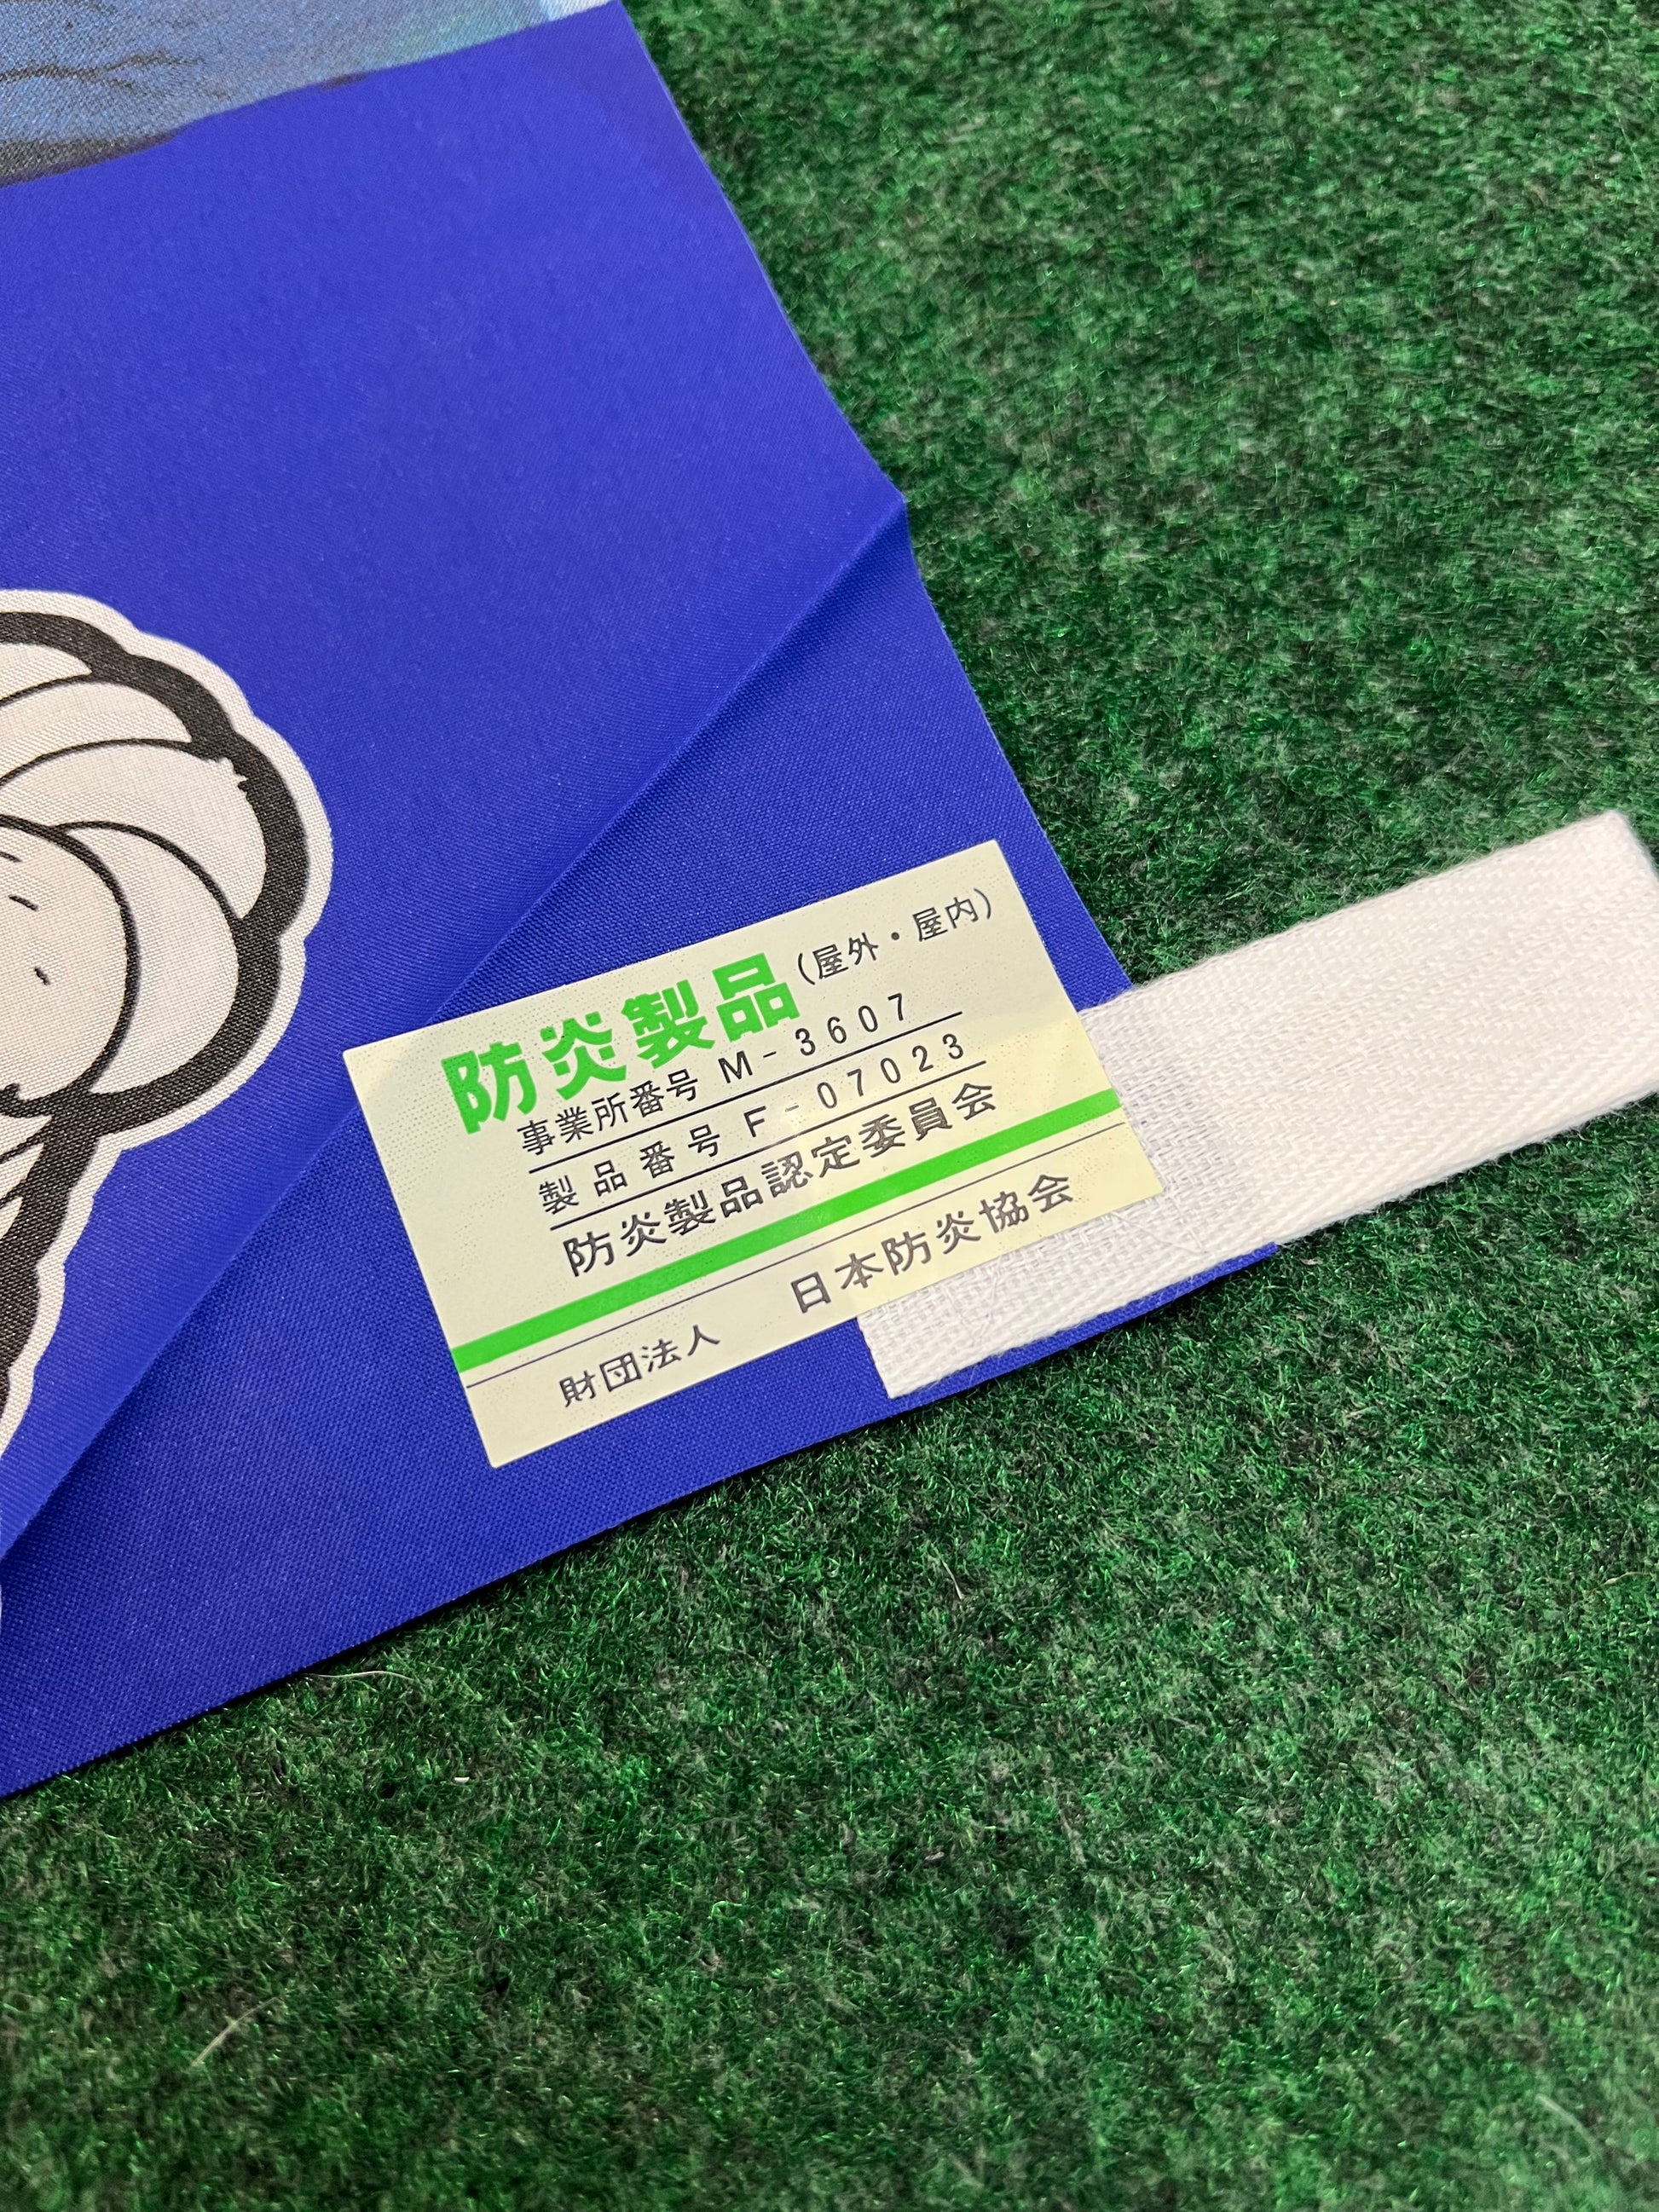 防炎製品（屋外・屋内）
事業所番号 M-3607
製品番号 F-07023
防炎製品認定委員会
財団法人 日本防炎協会